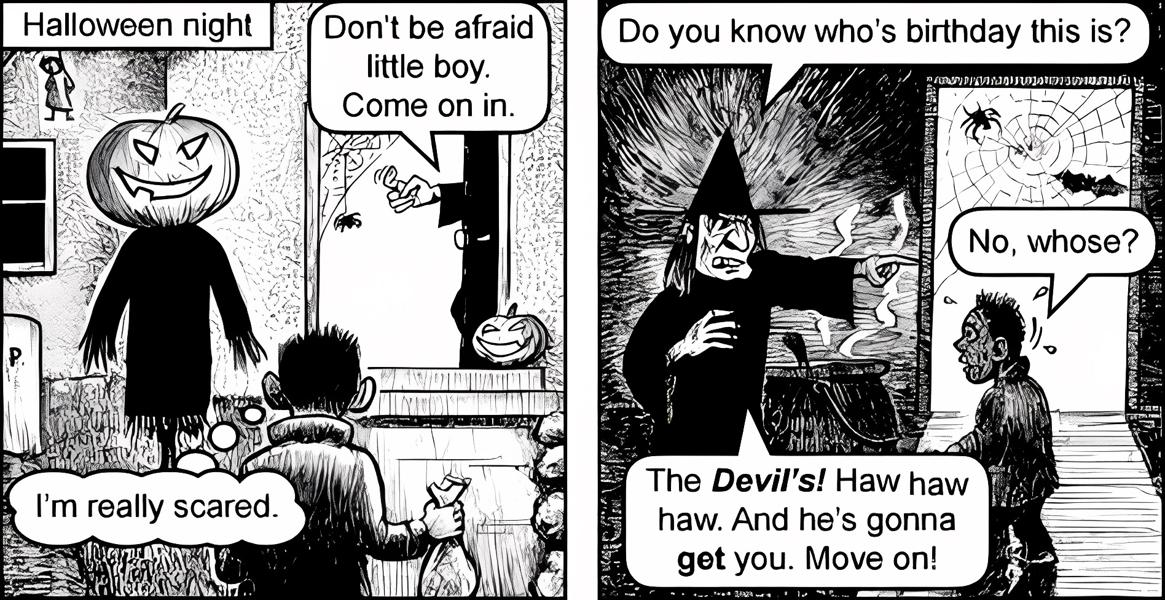 Halloween night
Don't be afraid
little boy.
Come on in.
P.
I'm really scared.
Do you know who's birthday this is?
No, whose?
The Devil's! Haw haw
haw. And he's gonna
get you. Move on!